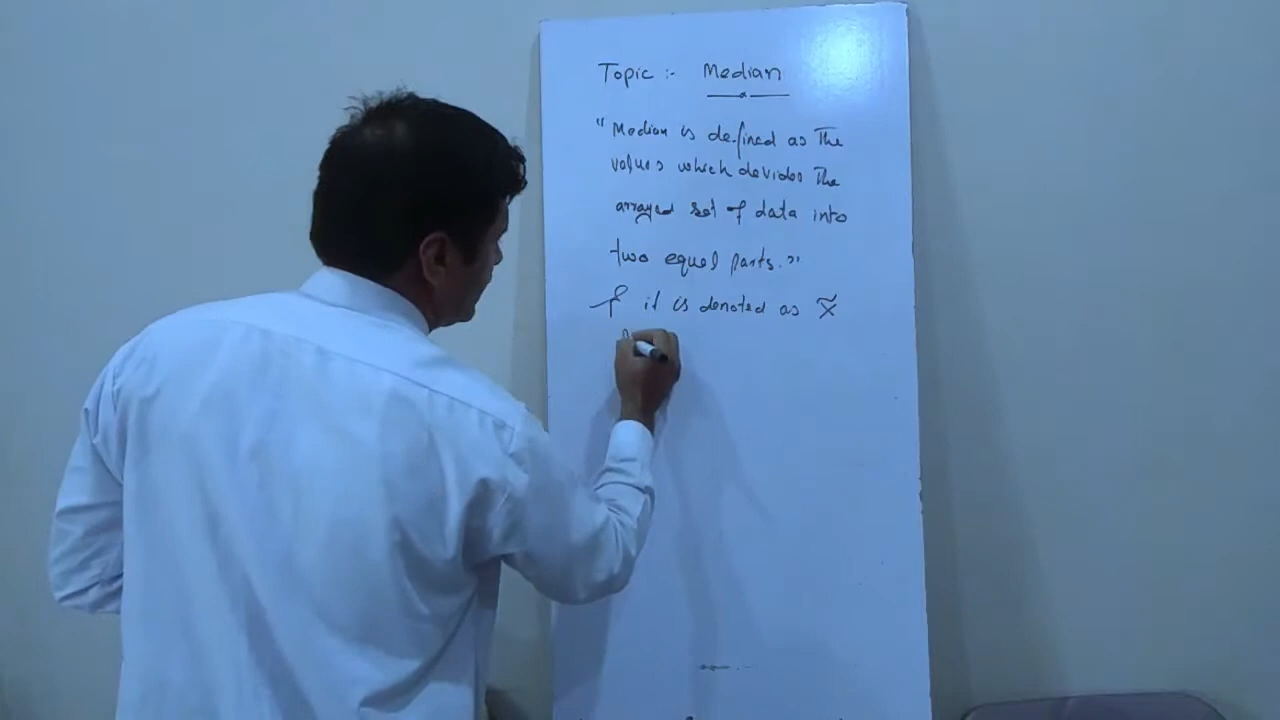 Topic :- Median
"Median is defined as The
values which devides The
arrayed set of data into
two equal parts."
it is denoted as x̃